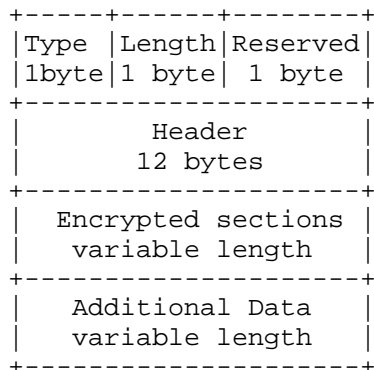 +-----+------+--------+
|Type |Length|Reserved|
|1byte|1 byte| 1 byte |
+---------------------+
|       Header        |
|      12 bytes       |
+---------------------+
|  Encrypted sections |
|   variable length   |
+---------------------+
|   Additional Data   |
|   variable length   |
+---------------------+